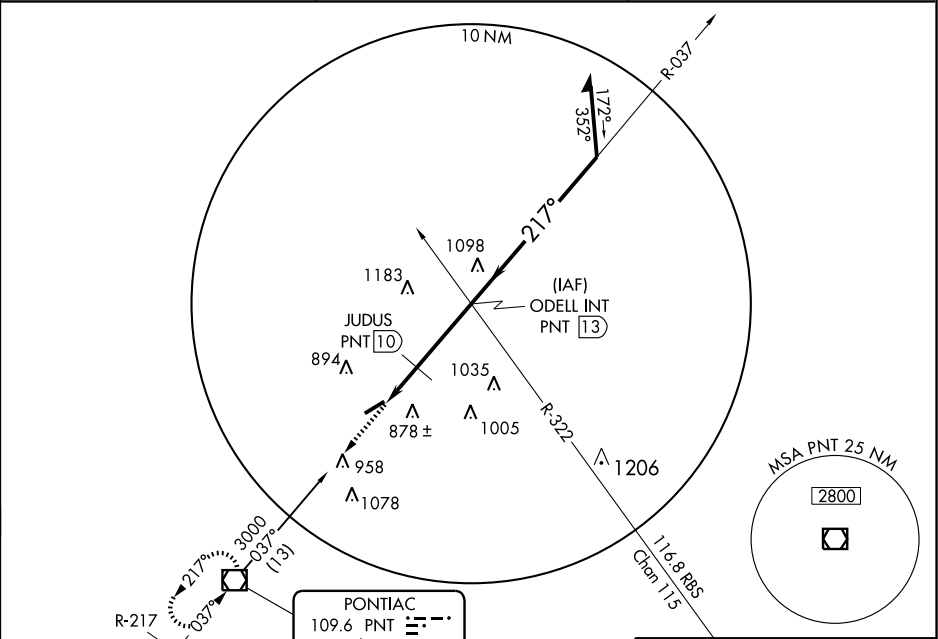 10 NM
R-037
172°
352°
217°
1098
1183
(IAF)
ODELL INT
PNT 13
JUDUS
PNT 10
894
1035
878 ±
1005
R-322
1206
958
1078
MSA PNT 25 NM
2800
3000
037°
(13)
217°
037°
R-217
116.8 RBS
Chan 115
PONTIAC
109.6 PNT